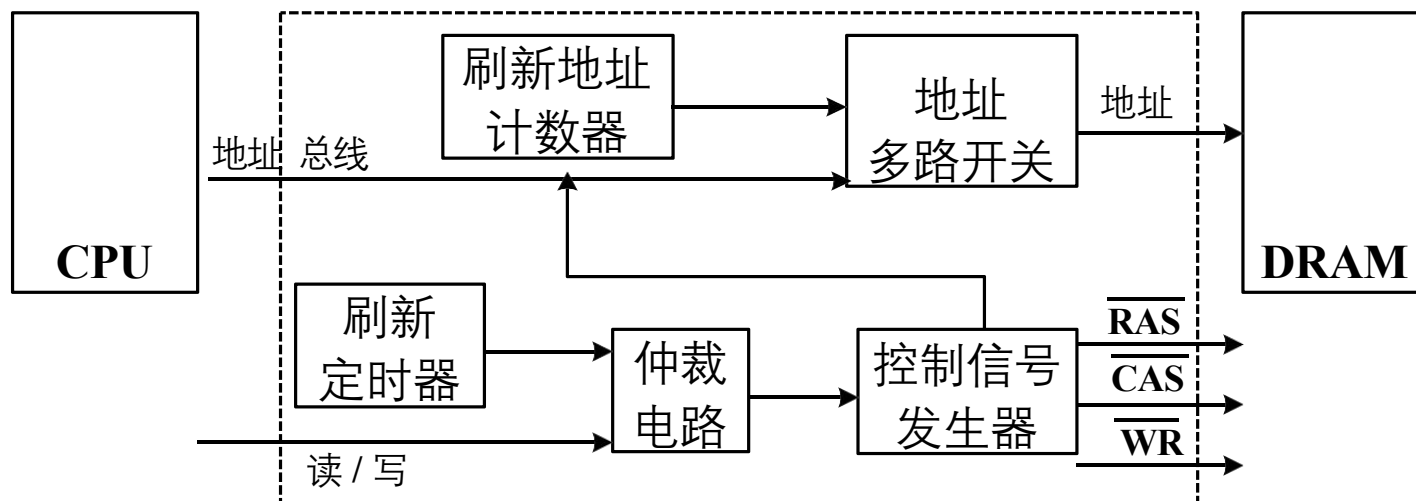 刷新地址
计数器
地址
多路开关
地址
地址 总线
CPU
DRAM
刷新
定时器
仲裁
电路
控制信号
发生器
RAS
CAS
WR
读 / 写